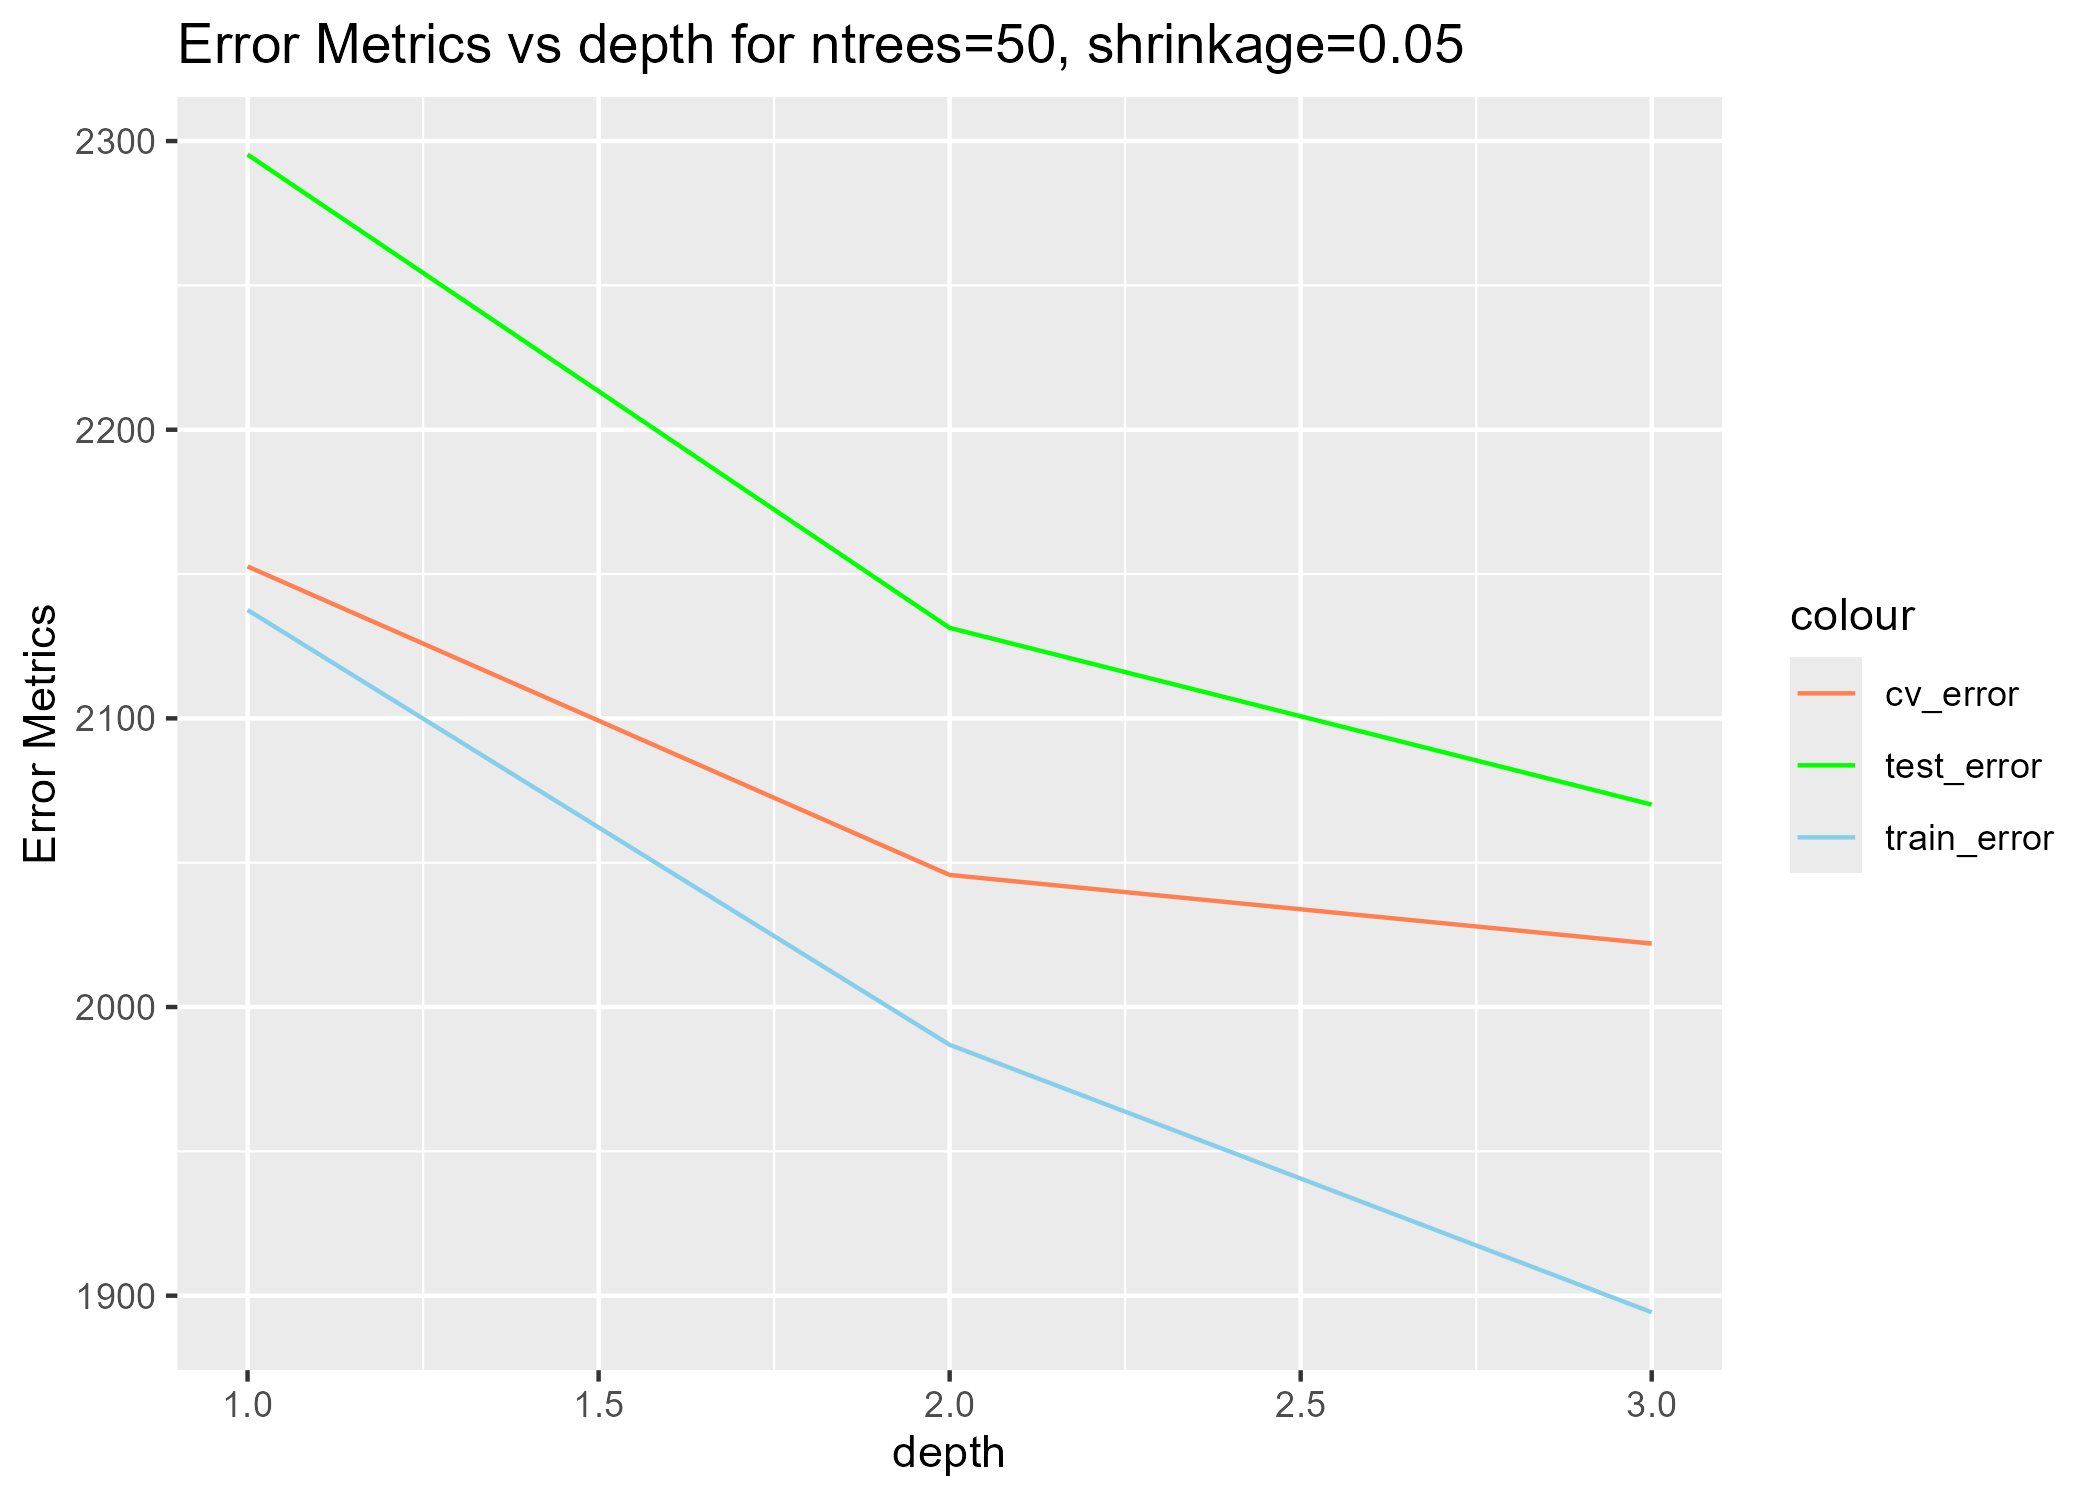 Error Metrics vs depth for ntrees=50, shrinkage=0.05
Error Metrics
2300
2200
2100
2000
1900
1.0 1.5 2.0 2.5 3.0
depth
colour
cv_error
test_error
train_error